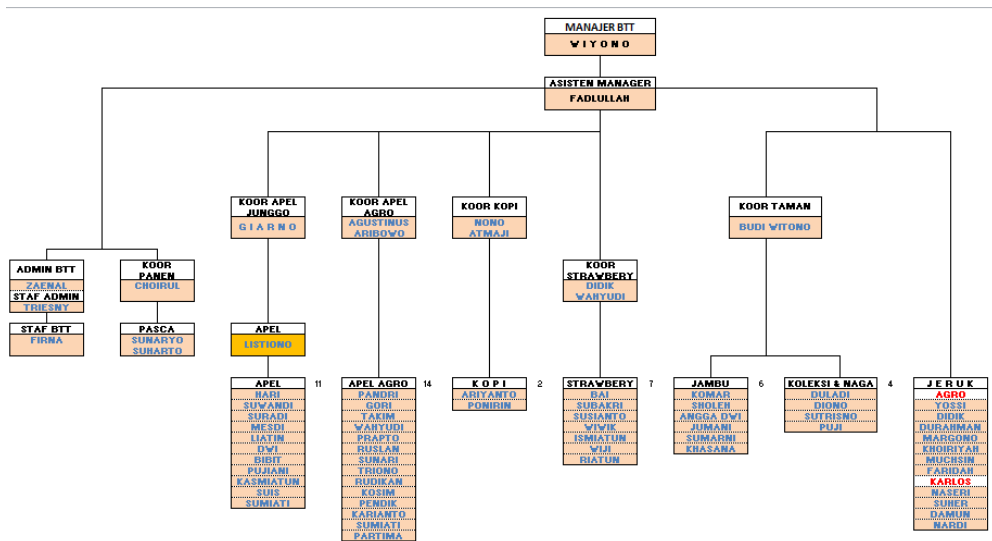 MANAJER BTT
W I Y O N O
ASISTEN MANAGER
FADLULLAH
KOOR APEL
JUNGGO
G I A R N O
KOOR APEL
AGRO
AGUSTINUS
ARIBOWO
KOOR KOPI
NONO
ATMAJI
KOOR TAMAN
BUDI WITONO
ADMIN BTT
ZAENAL
STAF ADMIN
TRIESNY
STAF BTT
FIRNA
KOOR
PANEN
CHOIRUL
PASCA
SUNARYO
SUHARTO
KOOR
STRAWBERY
DIDIK
WAHYUDI
APEL
LISTIONO
APEL
11
HARI
SUWANDI
SURADI
MESDI
LIATIN
DWI
BIBIT
PUJIANI
KASMIATUN
SUIS
SUMIATI
APEL AGRO
14
PANDRI
GORI
TAKIM
WAHYUDI
PRAPTO
RUSLAN
SUNARI
TRIONO
RUDIKAN
KOSIM
PENDIK
KARIANTO
SUMIATI
PARTIMA
K O P I
2
ARIYANTO
PONIRIN
STRAWBERY
7
BAI
SUBAKRI
SUSIANTO
WIWIK
ISMIATUN
WIJI
RIATUN
JAMBU
6
KOMAR
SHOLEH
ANGGA DWI
JUMANI
SUMARNI
KHASANA
KOLEKSI & NAGA
4
DULADI
DIONO
SUTRISNO
PUJI
J E R U K
AGRO
YOSSI
DIDIK
DURAHMAN
MARGONO
KHOIRIYAH
MUCHSIN
FARIDAH
KARLOS
NASERI
SUHER
DAMUN
NARDI